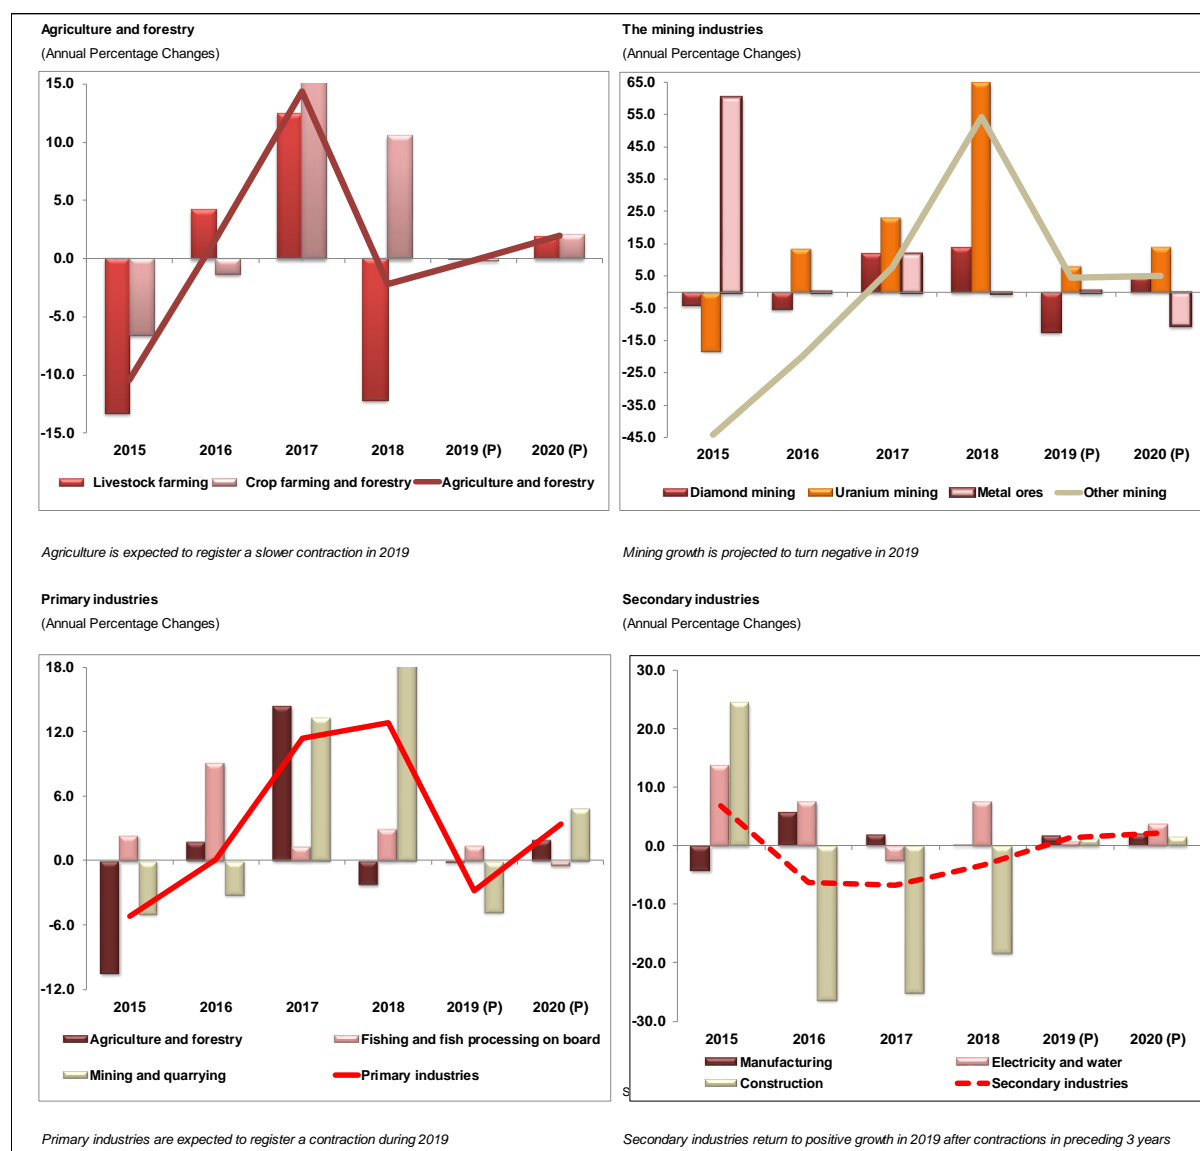 Agriculture and forestry
(Annual Percentage Changes)
15.0
10.0
5.0
0.0
-5.0
-10.0
-15.0
2015 2016 2017 2018 2019 (P) 2020 (P)
Livestock farming Crop farming and forestry Agriculture and forestry
Agriculture is expected to register a slower contraction in 2019
The mining industries
(Annual Percentage Changes)
65.0
55.0
45.0
35.0
25.0
15.0
5.0
-5.0
-15.0
-25.0
-35.0
-45.0
2015 2016 2017 2018 2019 (P) 2020 (P)
Diamond mining Uranium mining Metal ores Other mining
Mining growth is projected to turn negative in 2019
Primary industries
(Annual Percentage Changes)
18.0
12.0
6.0
0.0
-6.0
-12.0
2015 2016 2017 2018 2019 (P) 2020 (P)
Agriculture and forestry Fishing and fish processing on board
Mining and quarrying Primary industries
Primary industries are expected to register a contraction during 2019
Secondary industries
(Annual Percentage Changes)
30.0
20.0
10.0
0.0
-10.0
-20.0
-30.0
2015 2016 2017 2018 2019 (P) 2020 (P)
Manufacturing Electricity and water
Construction Secondary industries
Secondary industries return to positive growth in 2019 after contractions in preceding 3 years